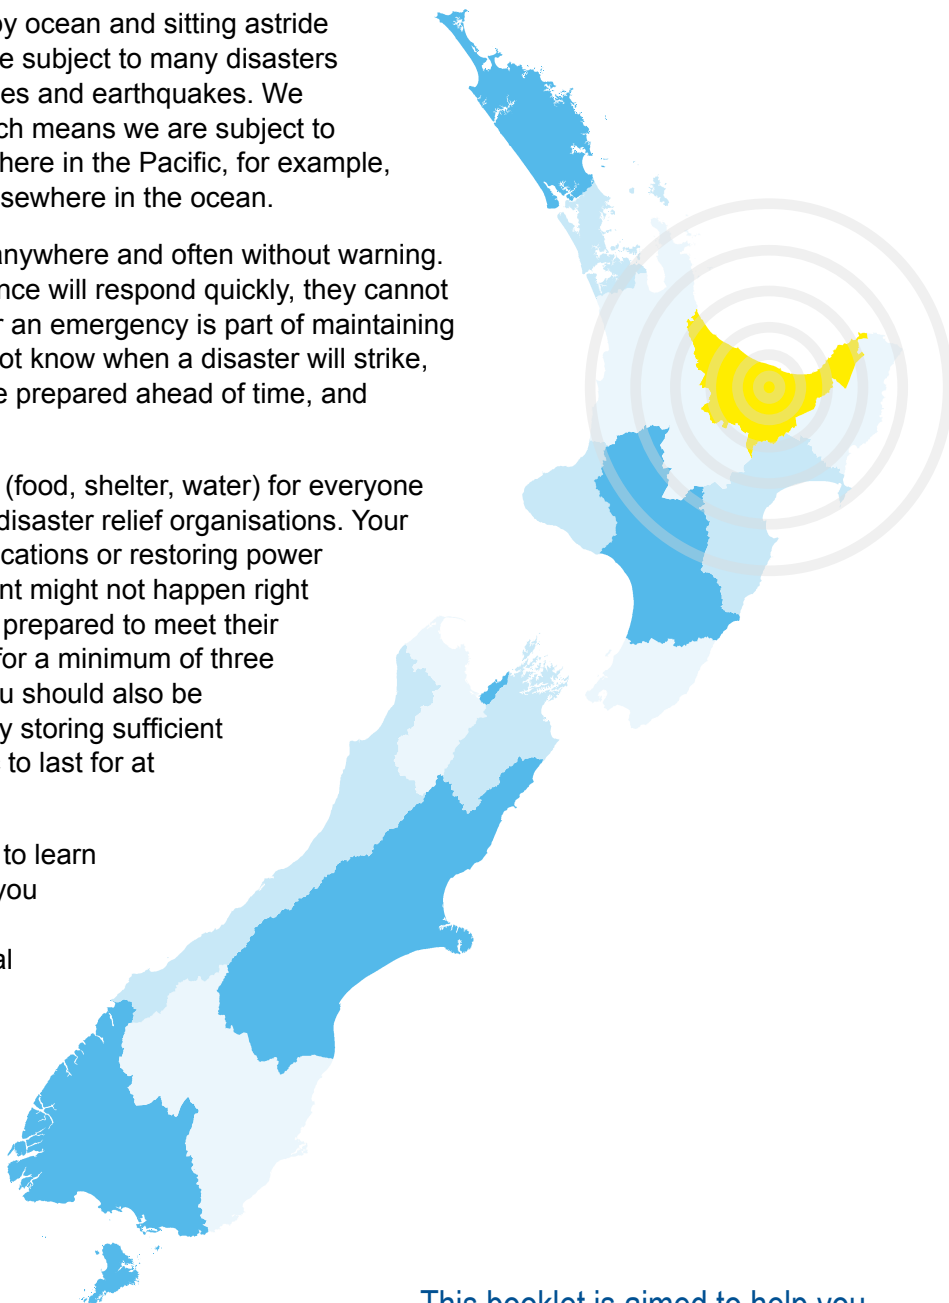 by ocean and sitting astride
e subject to many disasters
es and earthquakes. We
ch means we are subject to
here in the Pacific, for example,
sewhere in the ocean.
anywhere and often without warning.
nce will respond quickly, they cannot
r an emergency is part of maintaining
ot know when a disaster will strike,
e prepared ahead of time, and
(food, shelter, water) for everyone
disaster relief organisations. Your
cations or restoring power
nt might not happen right
prepared to meet their
for a minimum of three
u should also be
y storing sufficient
to last for at
to learn
you
al
This booklet is aimed to help you